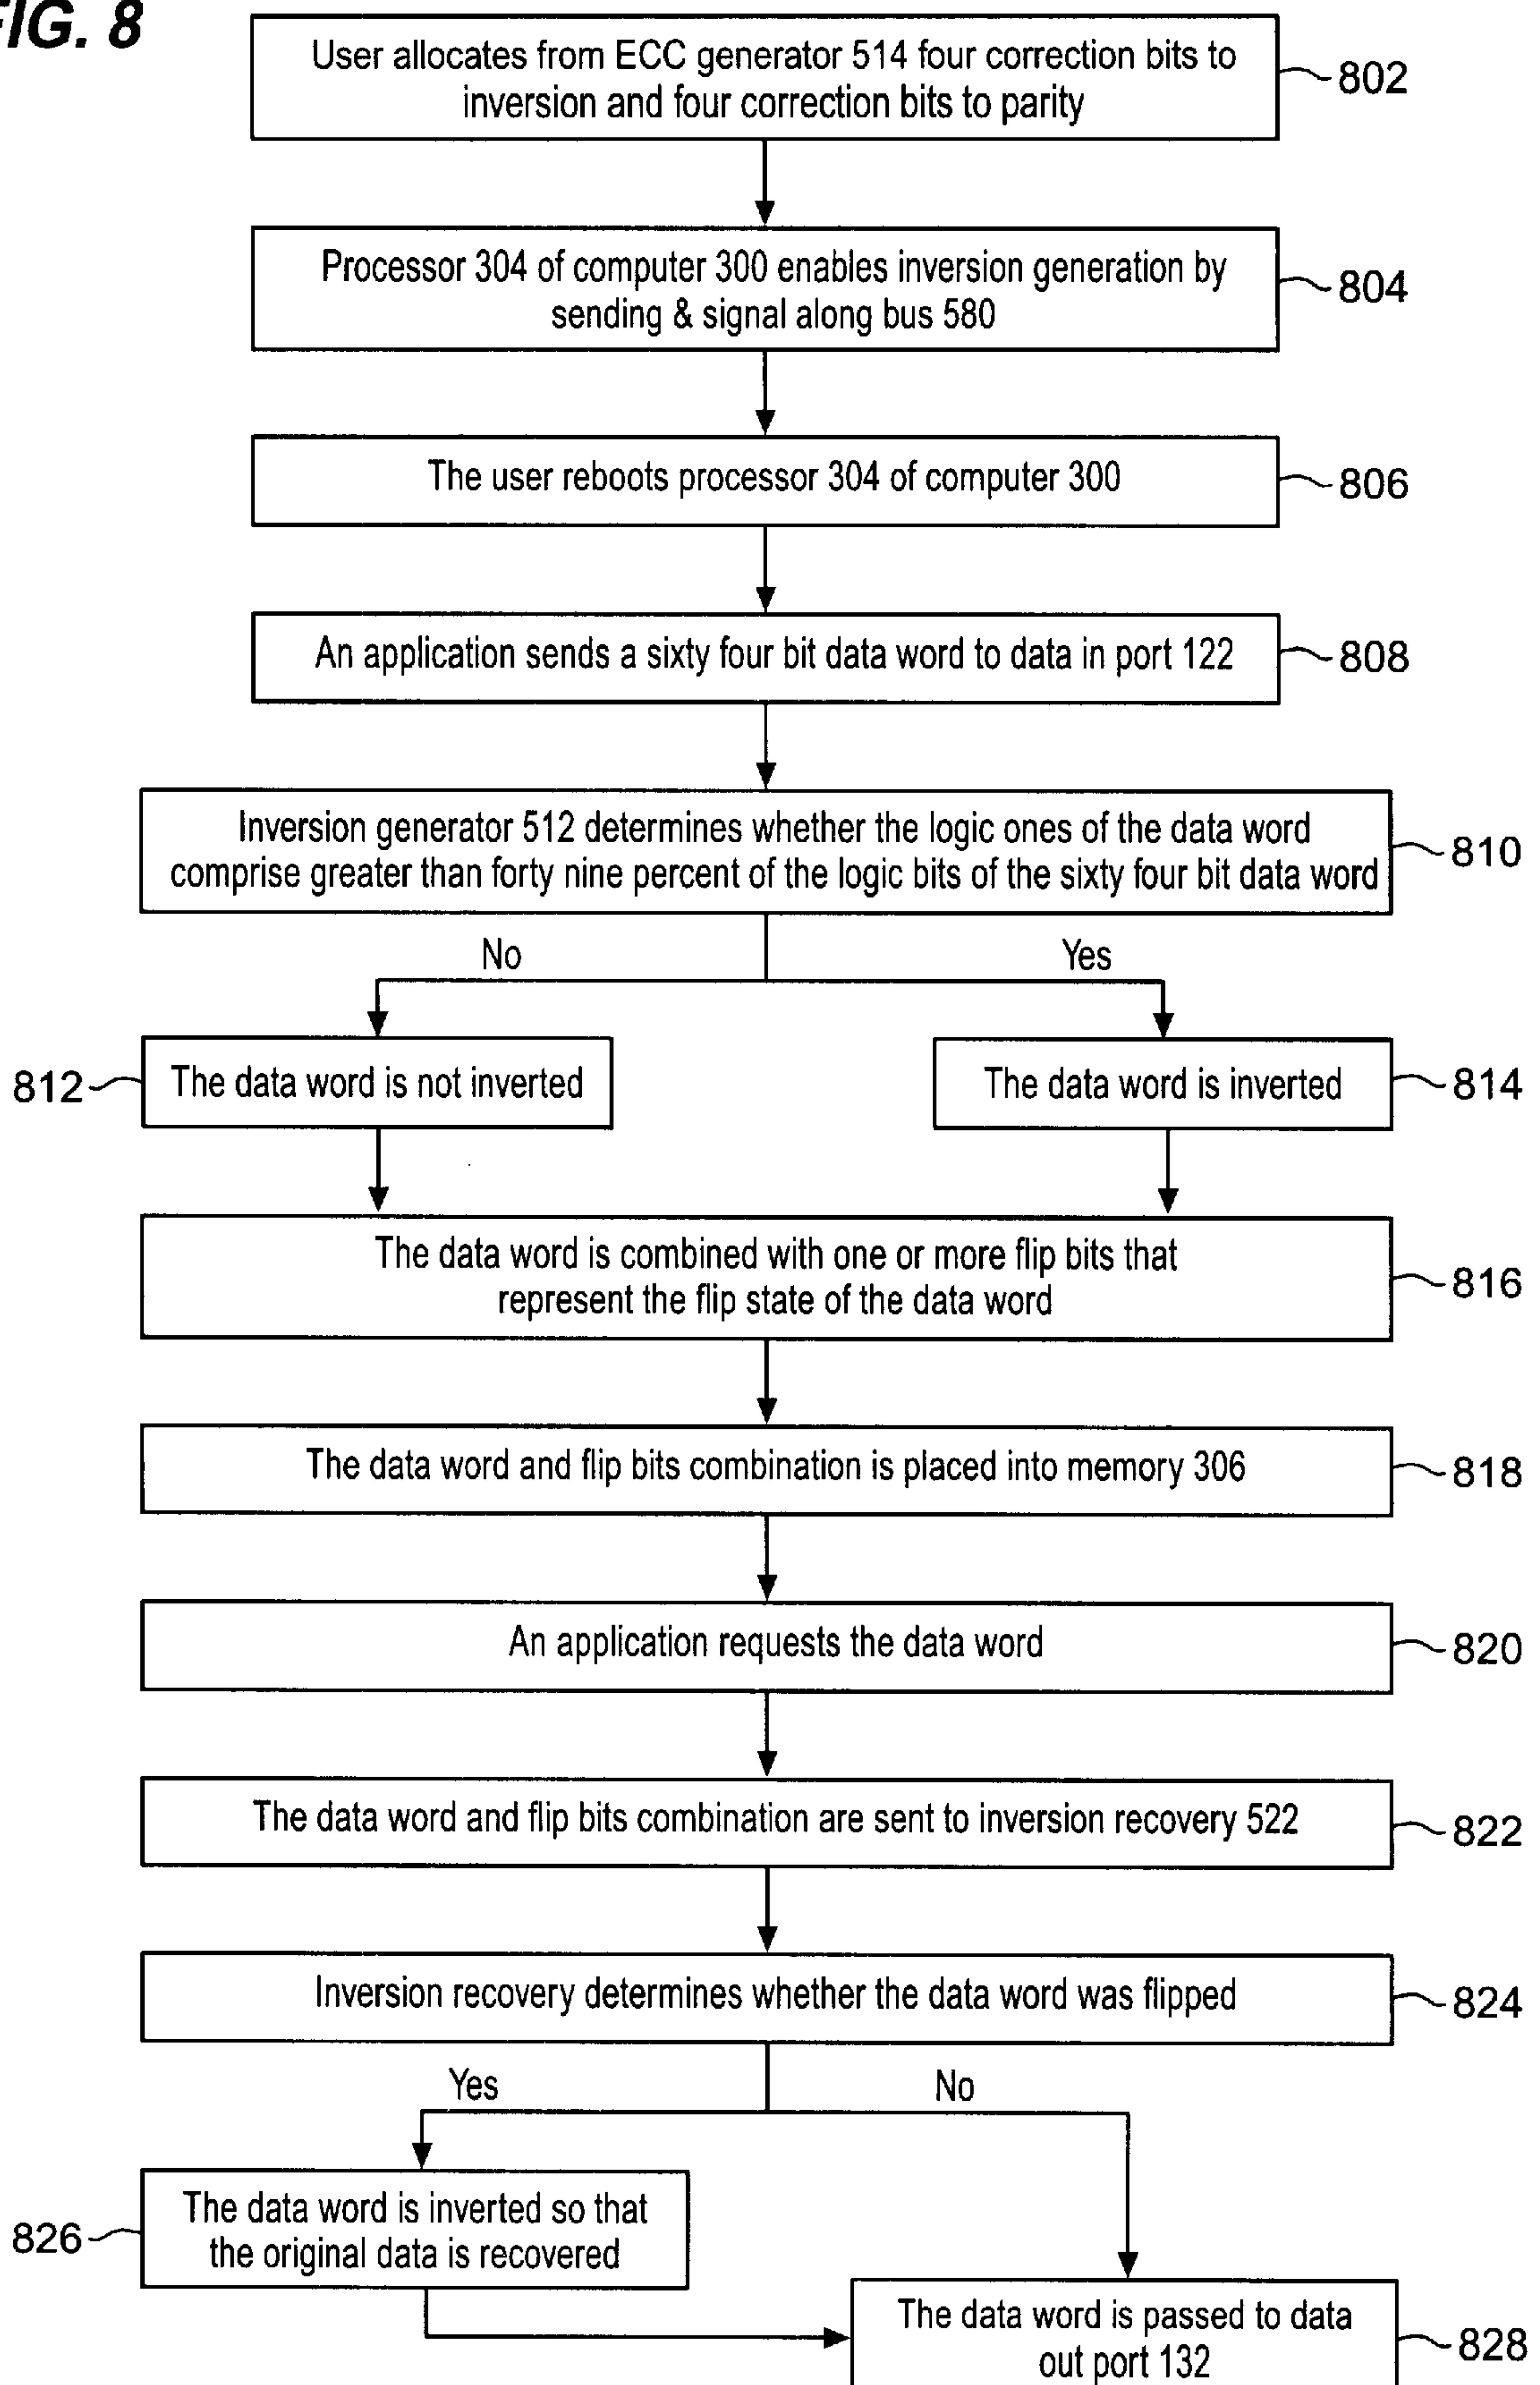 FIG. 8
User allocates from ECC generator 514 four correction bits to
inversion and four correction bits to parity
802
Processor 304 of computer 300 enables inversion generation by
sending & signal along bus 580
804
The user reboots processor 304 of computer 300
806
An application sends a sixty four bit data word to data in port 122
808
Inversion generator 512 determines whether the logic ones of the data word
comprise greater than forty nine percent of the logic bits of the sixty four bit data word
810
No
Yes
812
The data word is not inverted
The data word is inverted
814
The data word is combined with one or more flip bits that
represent the flip state of the data word
816
The data word and flip bits combination is placed into memory 306
818
An application requests the data word
820
The data word and flip bits combination are sent to inversion recovery 522
822
Inversion recovery determines whether the data word was flipped
824
Yes
No
826
The data word is inverted so that
the original data is recovered
The data word is passed to data
out port 132
828